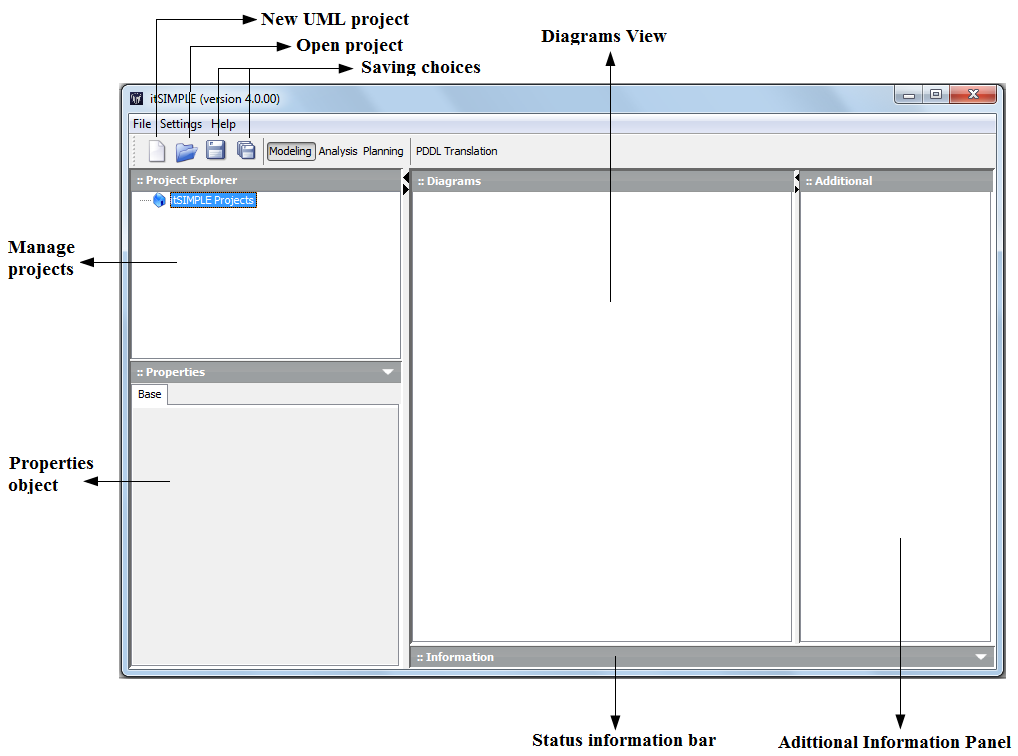 New UML project
Open project
Saving choices
Diagrams View
itSIMPLE (version 4.0.00)
File Settings Help
Modeling Analysis Planning PDDL Translation
:: Project Explorer
:: Diagrams
:: Additional
itSIMPLE Projects
Manage
projects
:: Properties
Base
Properties
object
:: Information
Status information bar
Adittional Information Panel